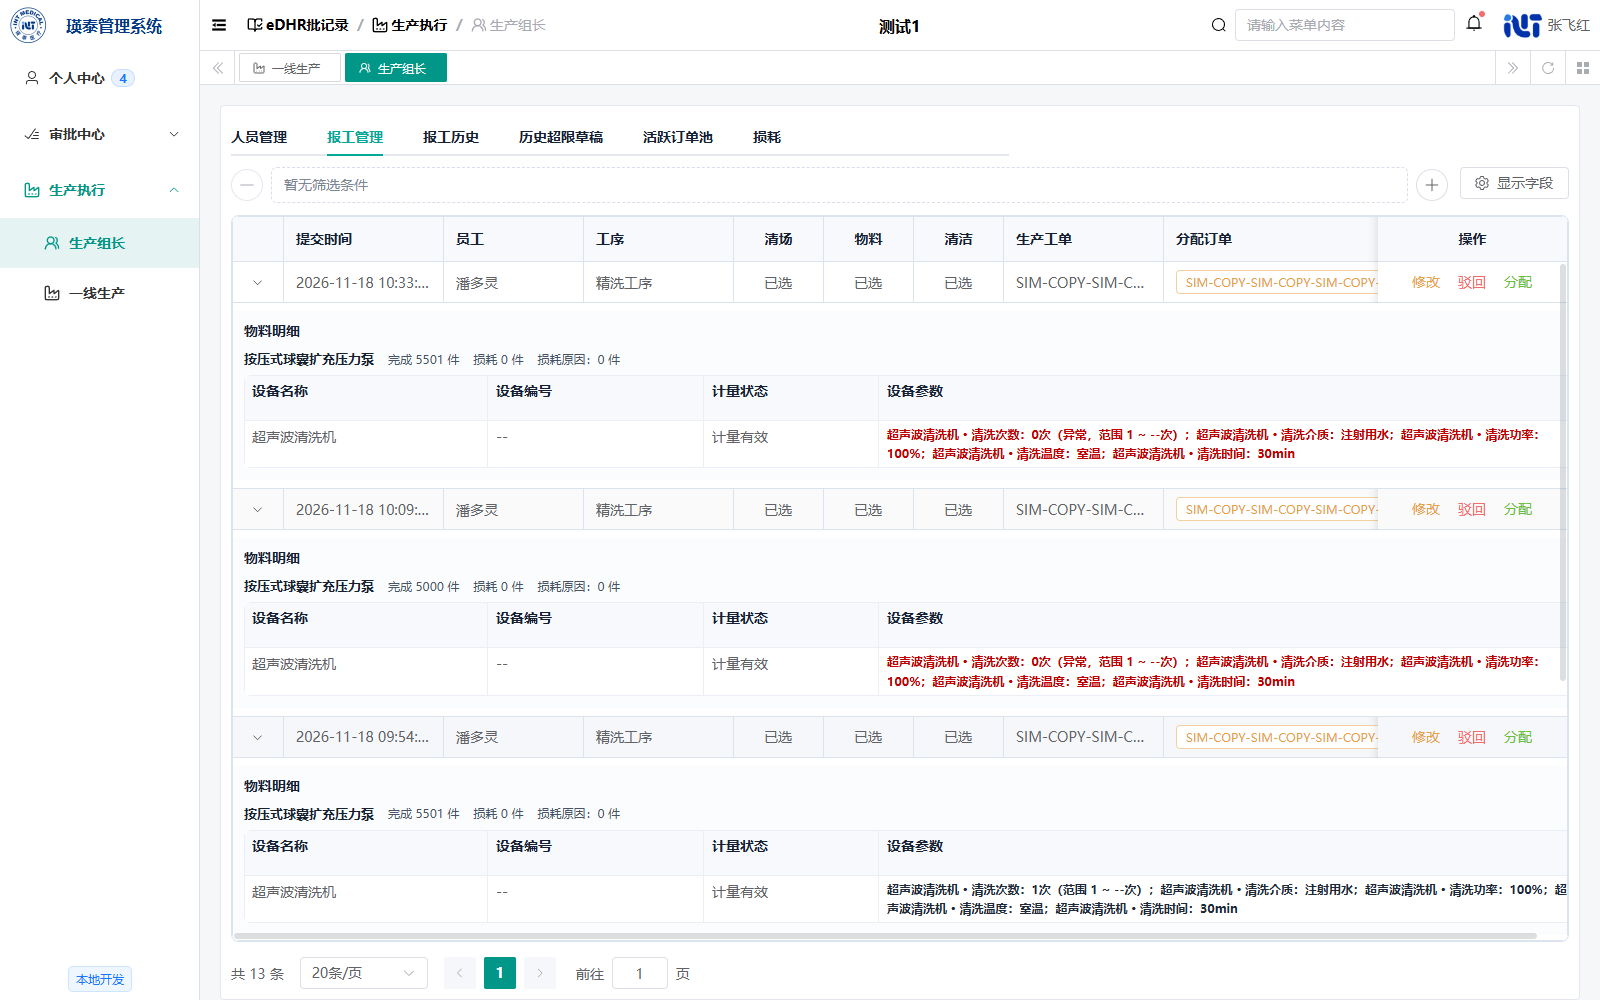 瑛泰管理系统
eDHR批记录 / 生产执行 / 生产组长
测试1
请输入菜单内容
张飞红
个人中心 4
审批中心
生产执行
生产组长
一线生产
本地开发
一线生产
生产组长
人员管理 报工管理 报工历史 历史超限草稿 活跃订单池 损耗
暂无筛选条件
显示字段
提交时间 员工 工序 清场 物料 清洁 生产工单 分配订单 操作
2026-11-18 10:33:... 潘多灵 精洗工序 已选 已选 已选 SIM-COPY-SIM-C... SIM-COPY-SIM-COPY-SIM-COPY- 修改 驳回 分配
物料明细
按压式球囊扩充压力泵 完成 5501 件 损耗 0 件 损耗原因：0 件
设备名称 设备编号 计量状态 设备参数
超声波清洗机 -- 计量有效 超声波清洗机・清洗次数：0次（异常，范围 1 ~ --次）；超声波清洗机・清洗介质：注射用水；超声波清洗机・清洗功率：
100%；超声波清洗机・清洗温度：室温；超声波清洗机・清洗时间：30min
2026-11-18 10:09:... 潘多灵 精洗工序 已选 已选 已选 SIM-COPY-SIM-C... SIM-COPY-SIM-COPY-SIM-COPY- 修改 驳回 分配
物料明细
按压式球囊扩充压力泵 完成 5000 件 损耗 0 件 损耗原因：0 件
设备名称 设备编号 计量状态 设备参数
超声波清洗机 -- 计量有效 超声波清洗机・清洗次数：0次（异常，范围 1 ~ --次）；超声波清洗机・清洗介质：注射用水；超声波清洗机・清洗功率：
100%；超声波清洗机・清洗温度：室温；超声波清洗机・清洗时间：30min
2026-11-18 09:54:... 潘多灵 精洗工序 已选 已选 已选 SIM-COPY-SIM-C... SIM-COPY-SIM-COPY-SIM-COPY- 修改 驳回 分配
物料明细
按压式球囊扩充压力泵 完成 5501 件 损耗 0 件 损耗原因：0 件
设备名称 设备编号 计量状态 设备参数
超声波清洗机 -- 计量有效 超声波清洗机・清洗次数：1次（范围 1 ~ --次）；超声波清洗机・清洗介质：注射用水；超声波清洗机・清洗功率：100%；超
声波清洗机・清洗温度：室温；超声波清洗机・清洗时间：30min
共 13 条 20条/页 1 前往 1 页